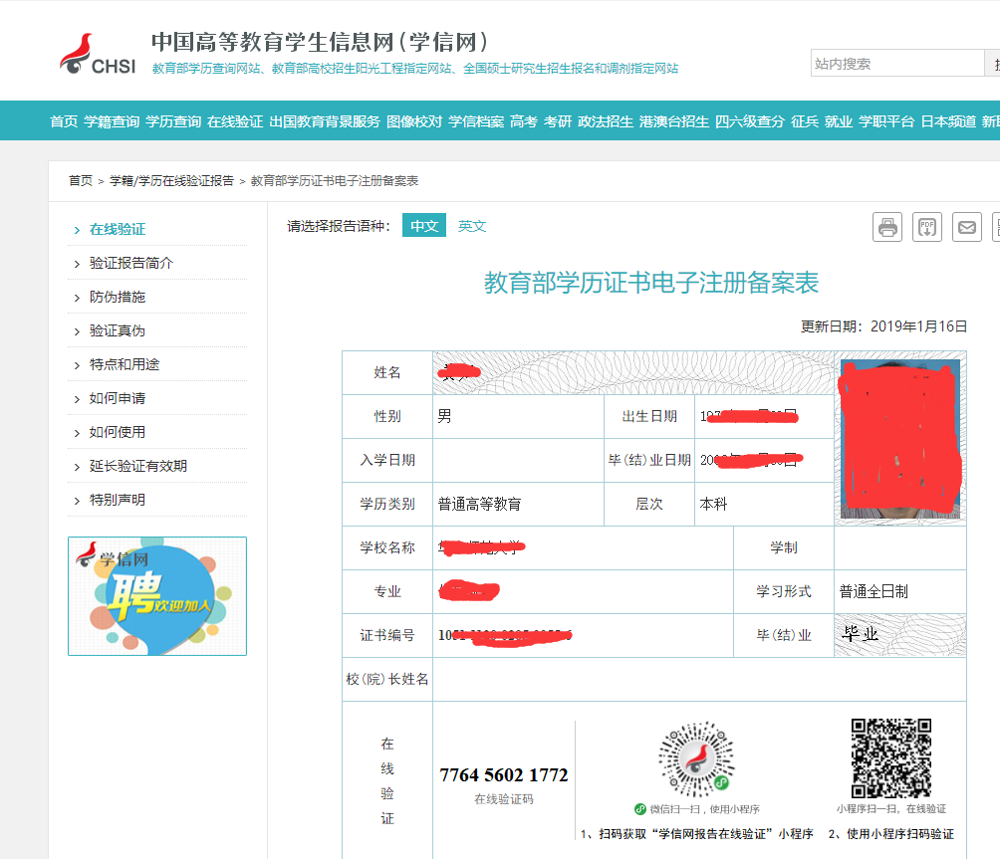 中国高等教育学生信息网(学信网)
CHSI
教育部学历查询网站、教育部高校招生阳光工程指定网站、全国硕士研究生招生报名和调剂指定网站
站内搜索
首页 学籍查询 学历查询 在线验证 出国教育背景服务 图像校对 学信档案 高考 考研 政法招生 港澳台招生 四六级查分 征兵 就业 学职平台 日本频道
首页 > 学籍/学历在线验证报告 > 教育部学历证书电子注册备案表
在线验证
验证报告简介
防伪措施
验证真伪
特点和用途
如何申请
如何使用
延长验证有效期
特别声明
学信网
聘 欢迎加入
请选择报告语种： 中文 英文
PDF
教育部学历证书电子注册备案表
更新日期：2019年1月16日
姓名
性别 男 出生日期
入学日期 毕(结)业日期
学历类别 普通高等教育 层次 本科
学校名称 学制
专业 学习形式 普通全日制
证书编号 毕(结)业 毕业
校(院)长姓名
在线验证
7764 5602 1772
在线验证码
微信扫一扫，使用小程序
1、扫码获取“学信网报告在线验证”小程序
小程序扫一扫，在线验证
2、使用小程序扫码验证